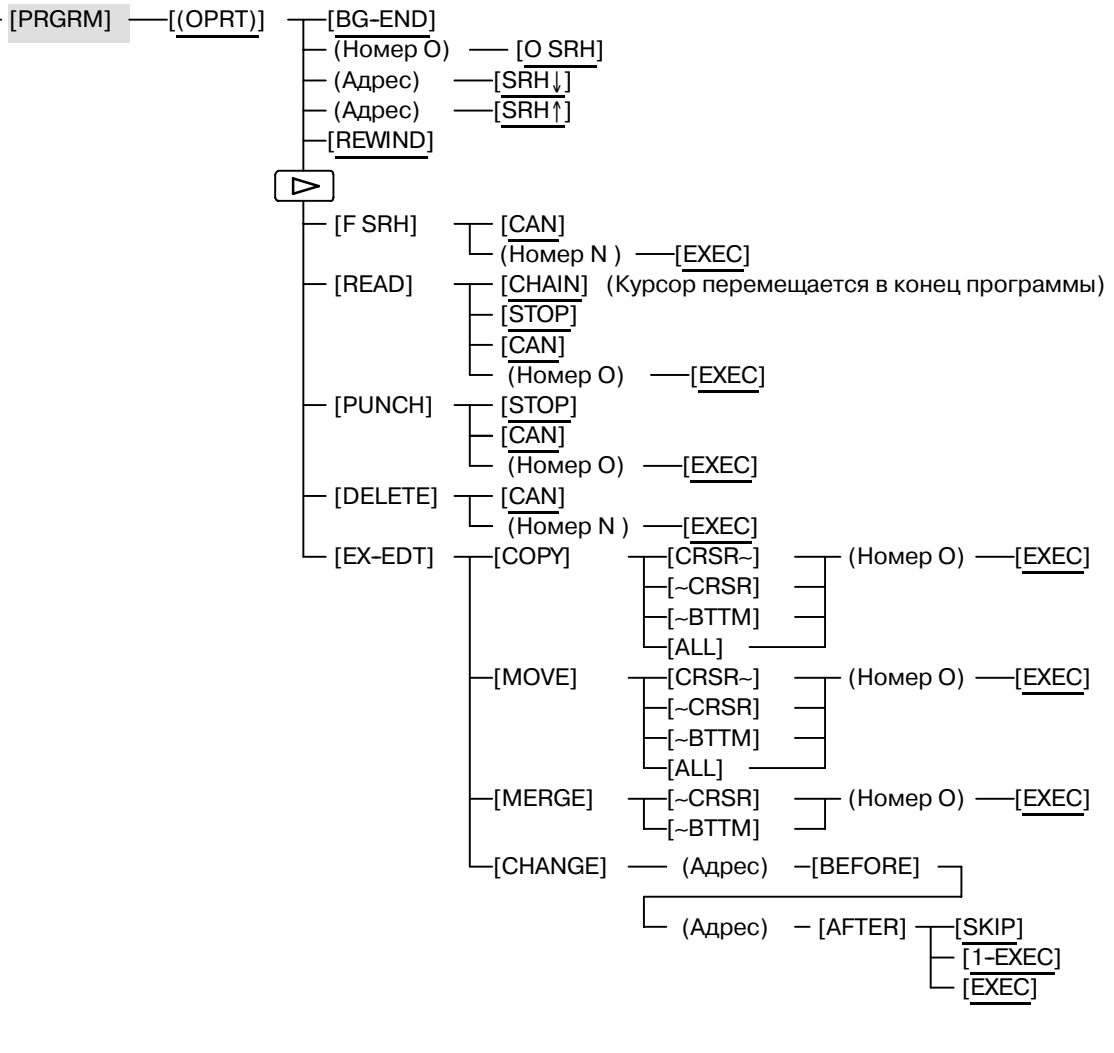 [PRGRM] [(OPRT)] [BG-END]
(Номер O) [O SRH]
(Адрес) [SRH↓]
(Адрес) [SRH↑]
[REWIND]
[F SRH] [CAN]
(Номер N ) [EXEC]
[READ] [CHAIN] (Курсор перемещается в конец программы)
[STOP]
[CAN]
(Номер O) [EXEC]
[PUNCH] [STOP]
[CAN]
(Номер O) [EXEC]
[DELETE] [CAN]
(Номер N ) [EXEC]
[EX-EDT] [COPY] [CRSR~] (Номер O) [EXEC]
[~CRSR]
[~BTTM]
[ALL]
[MOVE] [CRSR~] (Номер O) [EXEC]
[~CRSR]
[~BTTM]
[ALL]
[MERGE] [~CRSR] (Номер O) [EXEC]
[~BTTM]
[CHANGE] (Адрес) [BEFORE]
(Адрес) [AFTER] [SKIP]
[1-EXEC]
[EXEC]